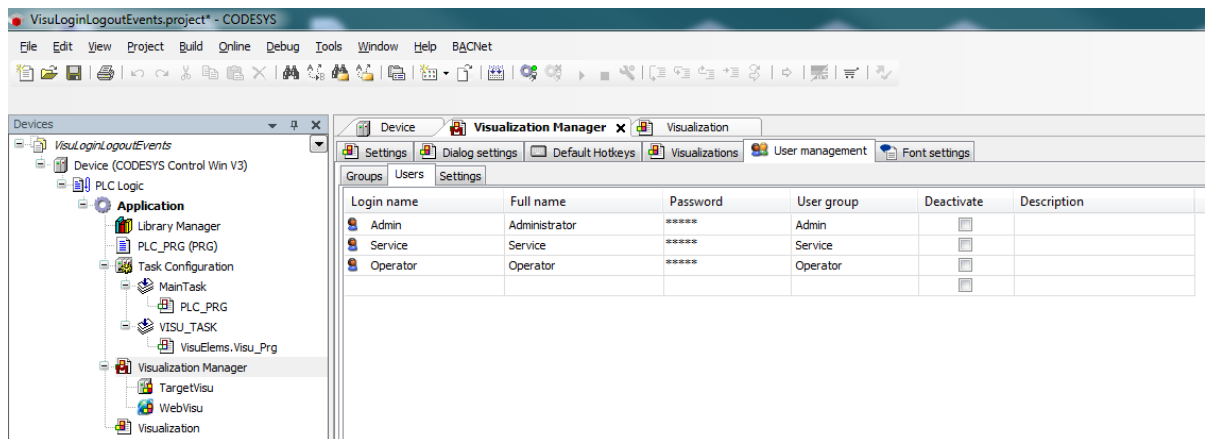 VisuLoginLogoutEvents.project* - CODESYS
File Edit View Project Build Online Debug Tools Window Help BACNet
Devices
VisuLoginLogoutEvents
Device (CODESYS Control Win V3)
PLC Logic
Application
Library Manager
PLC_PRG (PRG)
Task Configuration
MainTask
PLC_PRG
VISU_TASK
VisuElems.Visu_Prg
Visualization Manager
TargetVisu
WebVisu
Visualization
Device Visualization Manager Visualization
Settings Dialog settings Default Hotkeys Visualizations User management Font settings
Groups Users Settings
Login name Full name Password User group Deactivate Description
Admin Administrator ***** Admin
Service Service ***** Service
Operator Operator ***** Operator